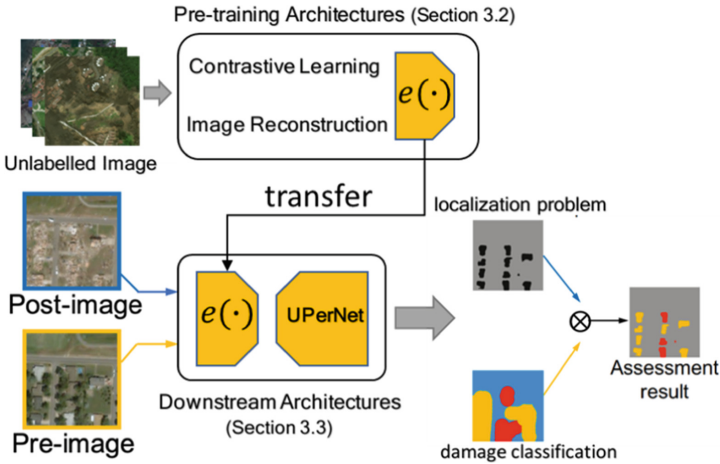 Pre-training Architectures (Section 3.2)
Contrastive Learning
e(·)
Image Reconstruction
Unlabelled Image
transfer
localization problem
Post-image
e(·)
UPerNet
Pre-image
Assessment
result
Downstream Architectures
(Section 3.3)
damage classification